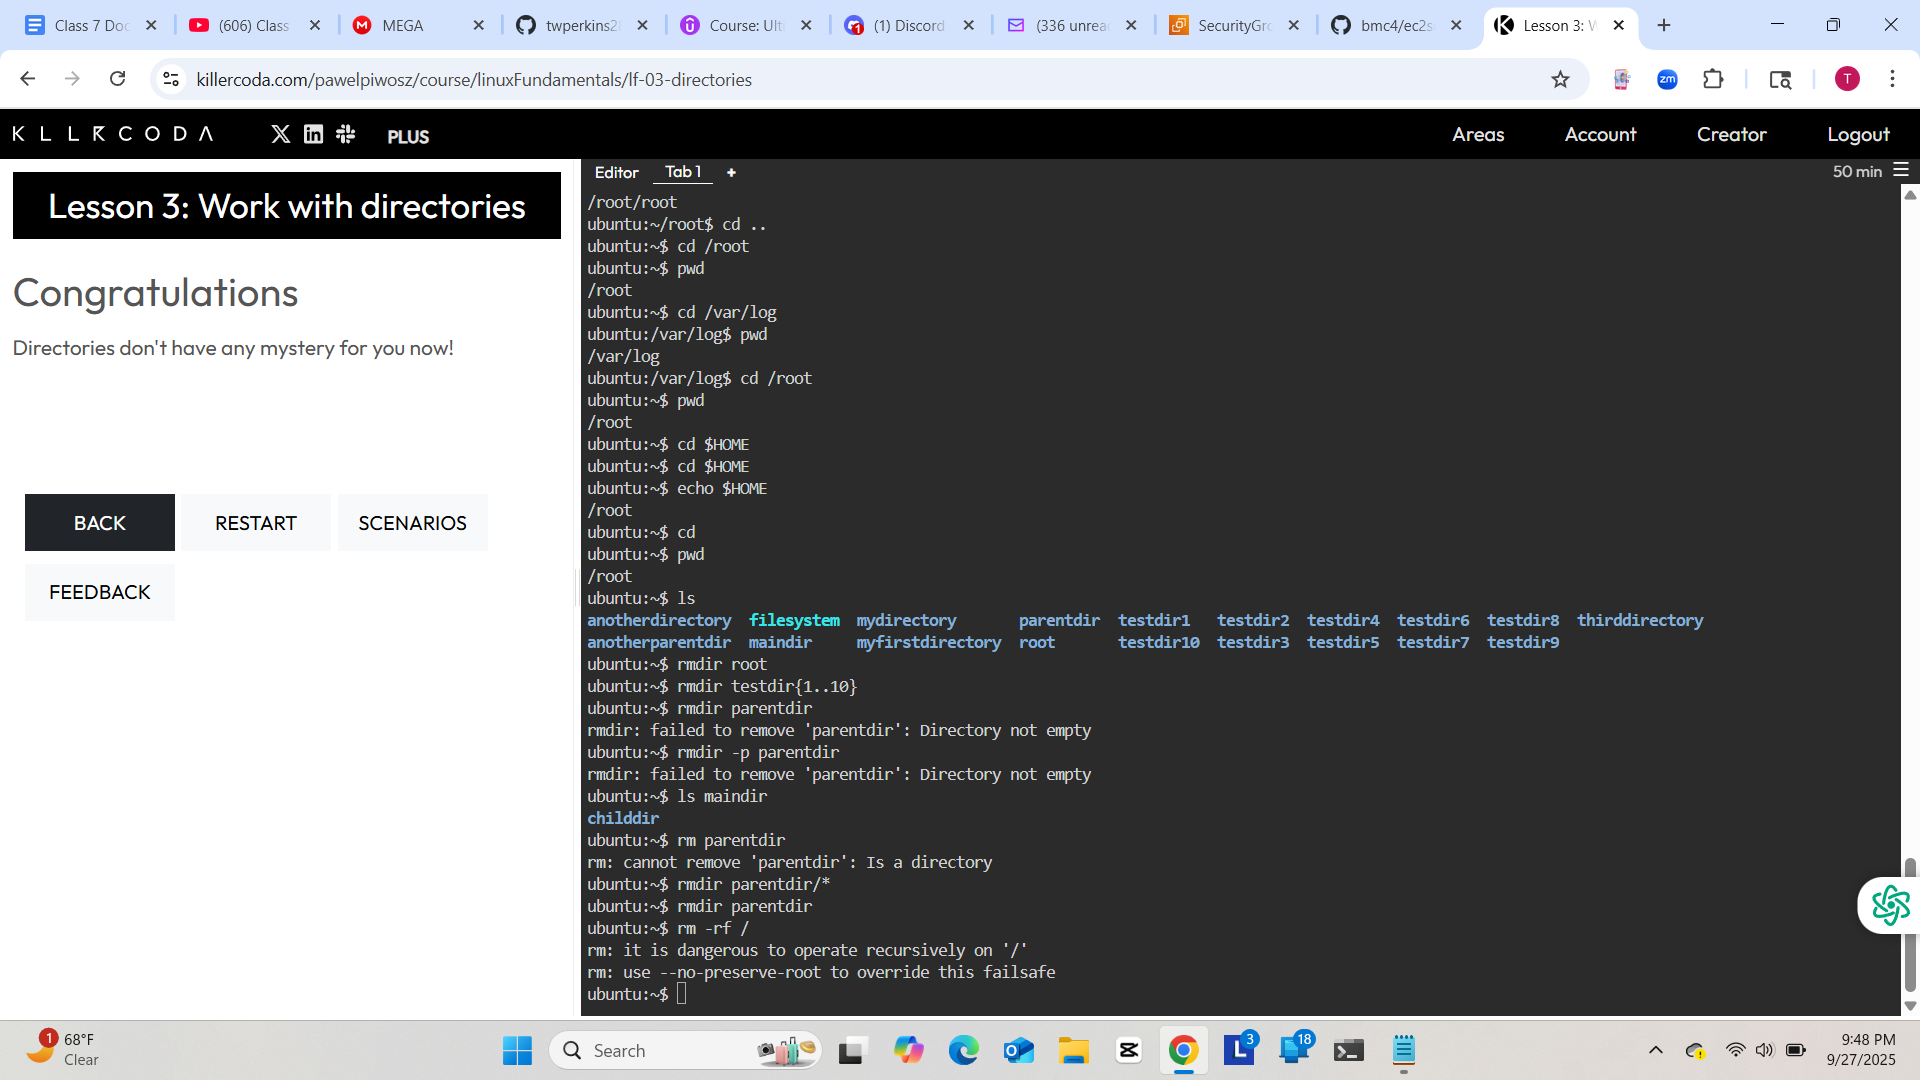 Class 7 Doc
(606) Class
MEGA
twperkins2
Course: Ulti
(1) Discord
(336 unrea
SecurityGro
bmc4/ec2s
Lesson 3: W
killercoda.com/pawelpiwosz/course/linuxFundamentals/lf-03-directories
zm
T
KLLRCODA
PLUS
Areas
Account
Creator
Logout
Lesson 3: Work with directories
Congratulations
Directories don't have any mystery for you now!
BACK
RESTART
SCENARIOS
FEEDBACK
Editor
Tab 1
+
50 min
/root/root
ubuntu:~/root$ cd ..
ubuntu:~$ cd /root
ubuntu:~$ pwd
/root
ubuntu:~$ cd /var/log
ubuntu:/var/log$ pwd
/var/log
ubuntu:/var/log$ cd /root
ubuntu:~$ pwd
/root
ubuntu:~$ cd $HOME
ubuntu:~$ cd $HOME
ubuntu:~$ echo $HOME
/root
ubuntu:~$ cd
ubuntu:~$ pwd
/root
ubuntu:~$ ls
anotherdirectory filesystem mydirectory parentdir testdir1 testdir2 testdir4 testdir6 testdir8 thirddirectory
anotherparentdir maindir myfirstdirectory root testdir10 testdir3 testdir5 testdir7 testdir9
ubuntu:~$ rmdir root
ubuntu:~$ rmdir testdir{1..10}
ubuntu:~$ rmdir parentdir
rmdir: failed to remove 'parentdir': Directory not empty
ubuntu:~$ rmdir -p parentdir
rmdir: failed to remove 'parentdir': Directory not empty
ubuntu:~$ ls maindir
childdir
ubuntu:~$ rm parentdir
rm: cannot remove 'parentdir': Is a directory
ubuntu:~$ rmdir parentdir/*
ubuntu:~$ rmdir parentdir
ubuntu:~$ rm -rf /
rm: it is dangerous to operate recursively on '/'
rm: use --no-preserve-root to override this failsafe
ubuntu:~$
1
68°F
Clear
Search
L
3
18
9:48 PM
9/27/2025